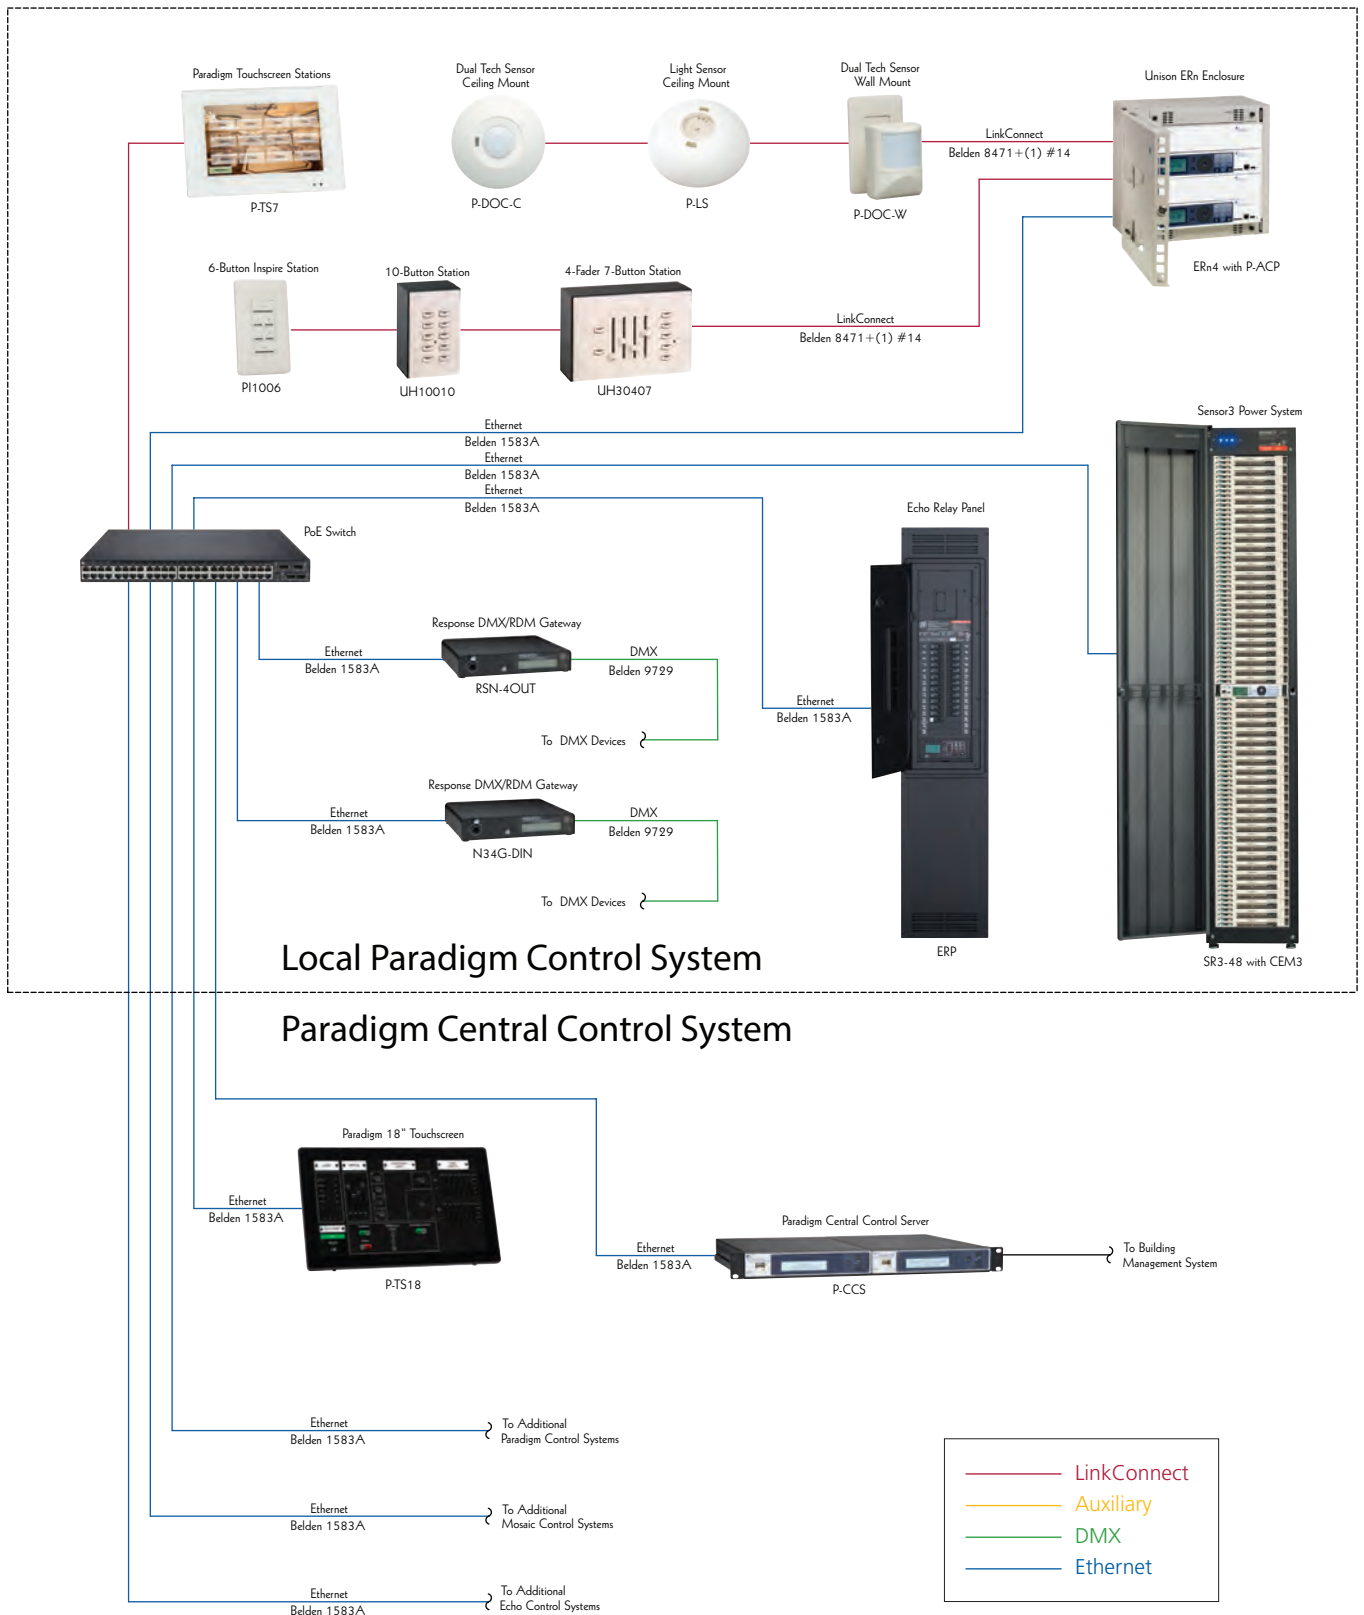 Paradigm Touchscreen Stations
P-TS7
Dual Tech Sensor
Ceiling Mount
P-DOC-C
Light Sensor
Ceiling Mount
P-LS
Dual Tech Sensor
Wall Mount
P-DOC-W
LinkConnect
Belden 8471+(1) #14
Unison ERn Enclosure
ERn4 with P-ACP
6-Button Inspire Station
PI1006
10-Button Station
UH10010
4-Fader 7-Button Station
UH30407
LinkConnect
Belden 8471+(1) #14
Ethernet
Belden 1583A
Ethernet
Belden 1583A
Ethernet
Belden 1583A
Sensor3 Power System
SR3-48 with CEM3
Echo Relay Panel
ERP
PoE Switch
Response DMX/RDM Gateway
Ethernet
Belden 1583A
RSN-4OUT
DMX
Belden 9729
To DMX Devices
Ethernet
Belden 1583A
Response DMX/RDM Gateway
Ethernet
Belden 1583A
N34G-DIN
DMX
Belden 9729
To DMX Devices
Local Paradigm Control System
Paradigm Central Control System
Paradigm 18" Touchscreen
Ethernet
Belden 1583A
P-TS18
Paradigm Central Control Server
Ethernet
Belden 1583A
P-CCS
To Building
Management System
Ethernet
Belden 1583A
To Additional
Paradigm Control Systems
Ethernet
Belden 1583A
To Additional
Mosaic Control Systems
Ethernet
Belden 1583A
To Additional
Echo Control Systems
LinkConnect
Auxiliary
DMX
Ethernet